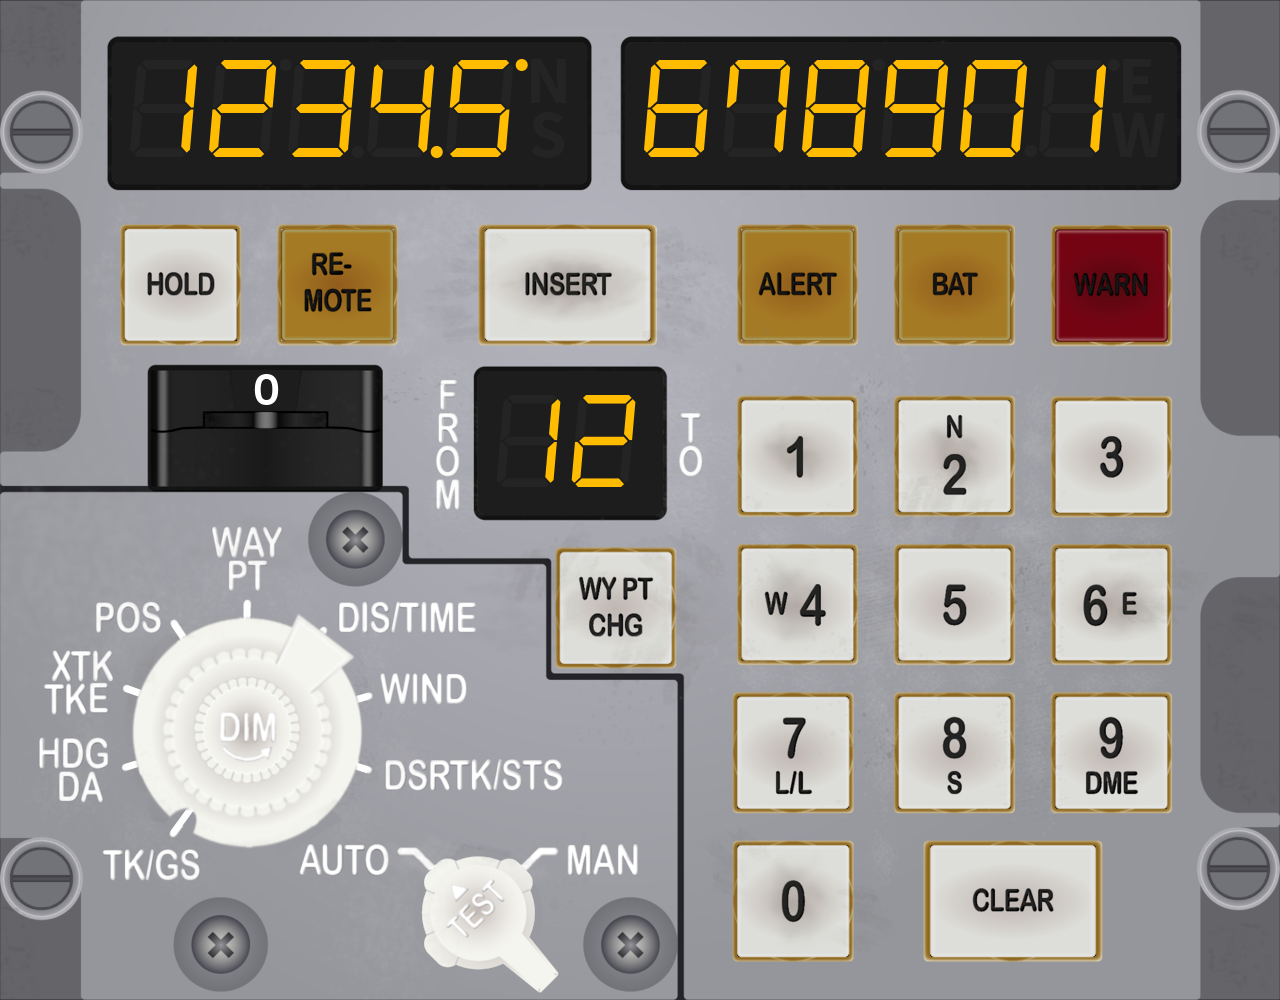 1234.5°
678901
HOLD
RE-
MOTE
INSERT
ALERT
BAT
WARN
0
FROM
12
TO
1
N
2
3
WAY
PT
POS
DIS/TIME
XTK
TKE
WIND
HDG
DA
DSRTK/STS
TK/GS
DIM
WY PT
CHG
W 4
5
6 E
7
L/L
8
S
9
DME
AUTO
MAN
TEST
0
CLEAR
N
S
E
W